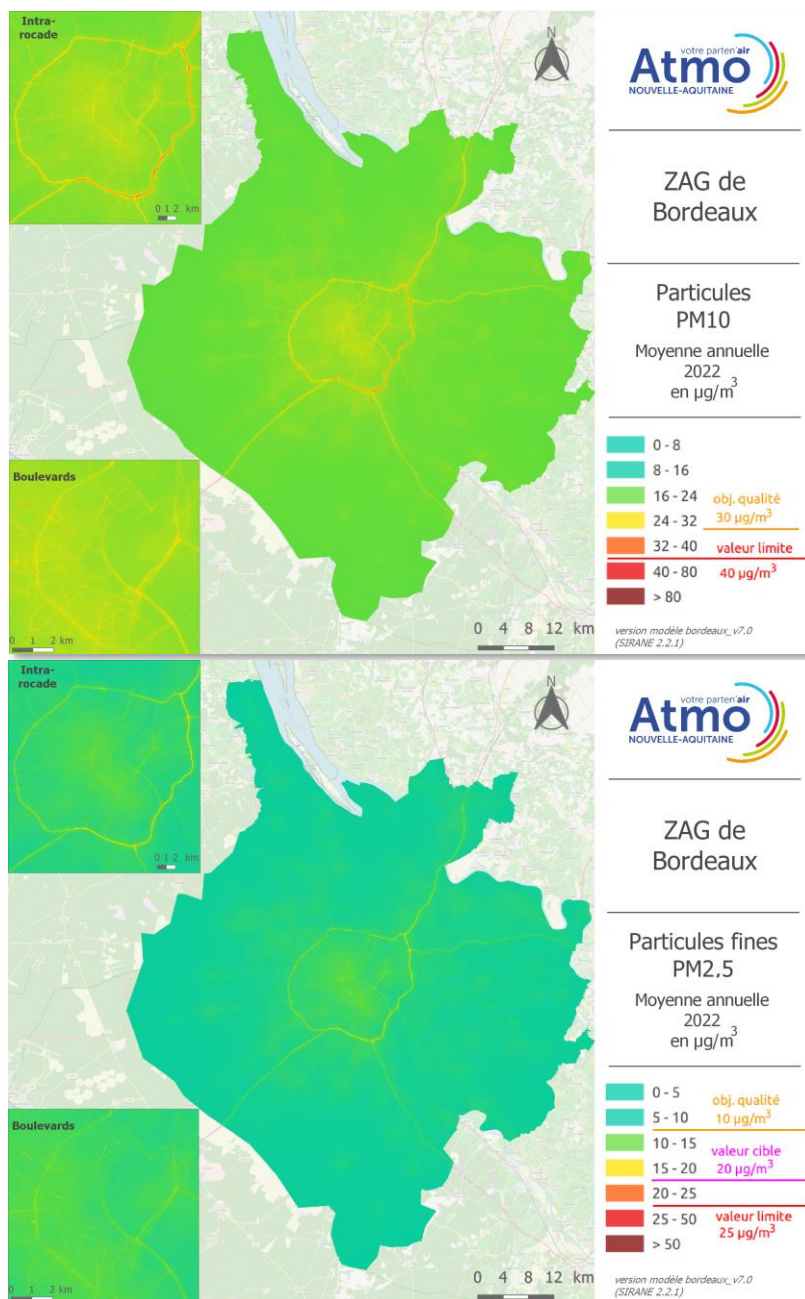 Intra-
rocade
0 1 2 km
Boulevards
0 1 2 km
N
0 4 8 12 km
votre parten'air
Atmo
NOUVELLE-AQUITAINE
ZAG de
Bordeaux
Particules
PM10
Moyenne annuelle
2022
en µg/m³
0 - 8
8 - 16
16 - 24
24 - 32
32 - 40
40 - 80
> 80
obj. qualité
30 µg/m³
valeur limite
40 µg/m³
version modèle bordeaux_v7.0
(SIRANE 2.2.1)
Intra-
rocade
0 1 2 km
Boulevards
0 1 2 km
N
0 4 8 12 km
votre parten'air
Atmo
NOUVELLE-AQUITAINE
ZAG de
Bordeaux
Particules fines
PM2,5
Moyenne annuelle
2022
en µg/m³
0 - 5
5 - 10
10 - 15
15 - 20
20 - 25
25 - 50
> 50
obj. qualité
10 µg/m³
valeur cible
20 µg/m³
valeur limite
25 µg/m³
version modèle bordeaux_v7.0
(SIRANE 2.2.1)